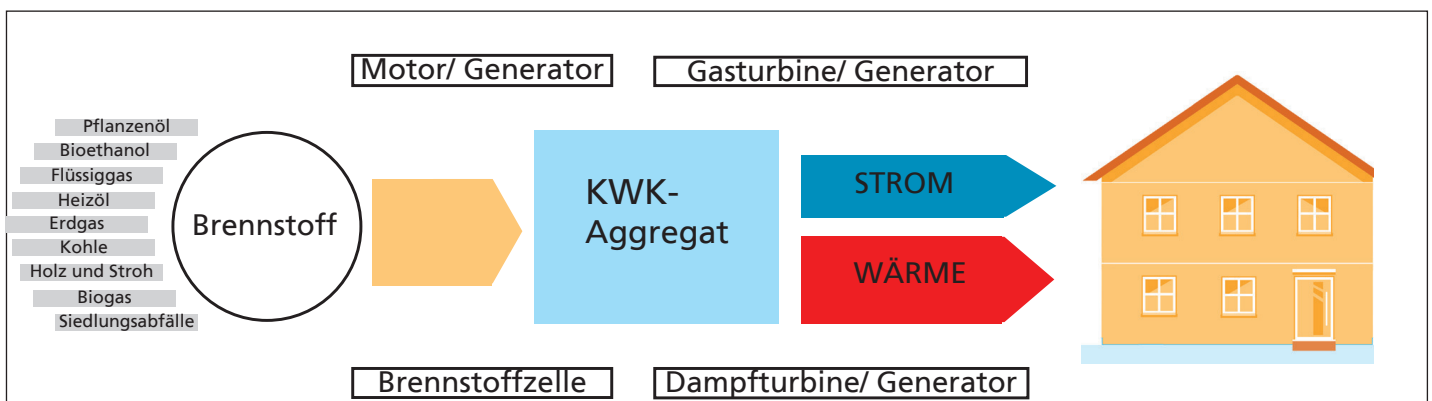 Motor/ Generator
Gasturbine/ Generator
Pflanzenöl
Bioethanol
Flüssiggas
Heizöl
Erdgas
Kohle
Holz und Stroh
Biogas
Siedlungsabfälle
Brennstoff
KWK-
Aggregat
STROM
WÄRME
Brennstoffzelle
Dampfturbine/ Generator